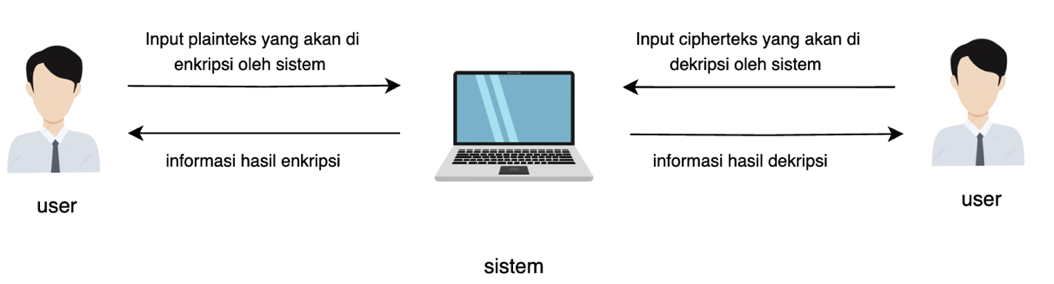 Input plainteks yang akan di
enkripsi oleh sistem
informasi hasil enkripsi
user
Input cipherteks yang akan di
dekripsi oleh sistem
informasi hasil dekripsi
user
sistem